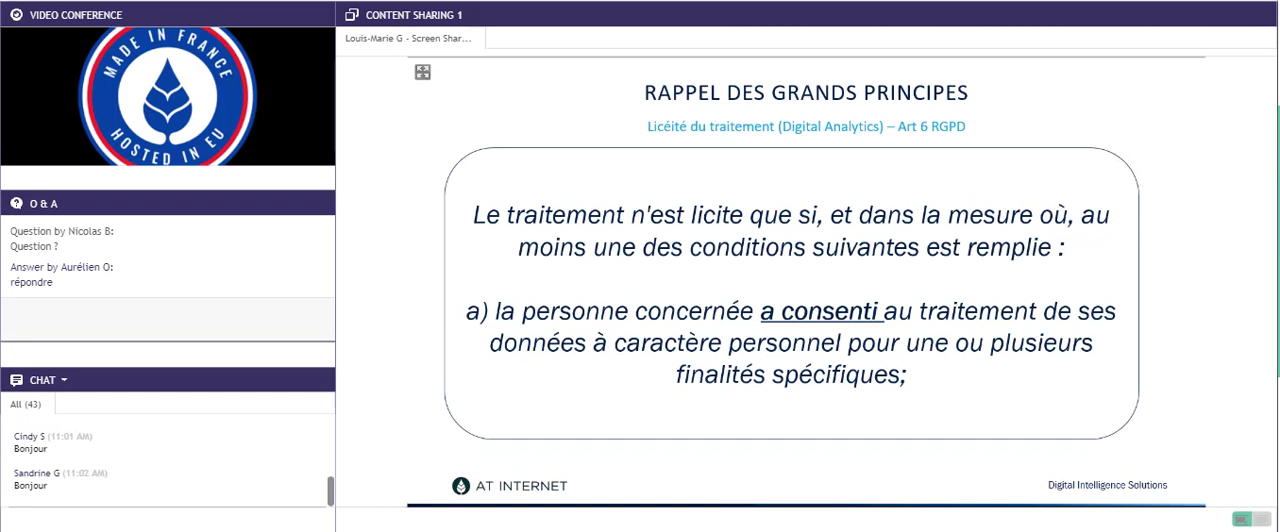 VIDEO CONFERENCE
MADE IN FRANCE
HOSTED IN EU
Q & A
Question by Nicolas B:
Question ?
Answer by Aurélien O:
répondre
CHAT
All (43)
Cindy S (11:01 AM)
Bonjour
Sandrine G (11:02 AM)
Bonjour
CONTENT SHARING 1
Louis-Marie G - Screen Shar...
RAPPEL DES GRANDS PRINCIPES
Licéité du traitement (Digital Analytics) – Art 6 RGPD
Le traitement n'est licite que si, et dans la mesure où, au
moins une des conditions suivantes est remplie :
a) la personne concernée a consenti au traitement de ses
données à caractère personnel pour une ou plusieurs
finalités spécifiques;
AT INTERNET
Digital Intelligence Solutions